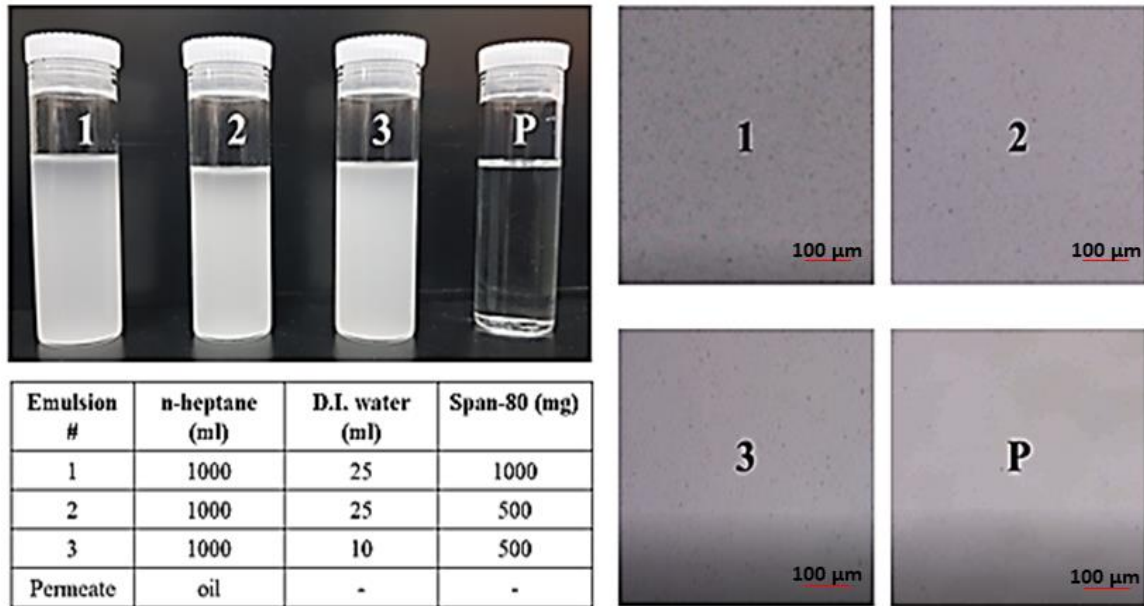 1 2 3 P
Emulsion # n-heptane (ml) D.I. water (ml) Span-80 (mg)
1 1000 25 1000
2 1000 25 500
3 1000 10 500
Permeate oil - -
1
100 µm
2
100 µm
3
100 µm
P
100 µm